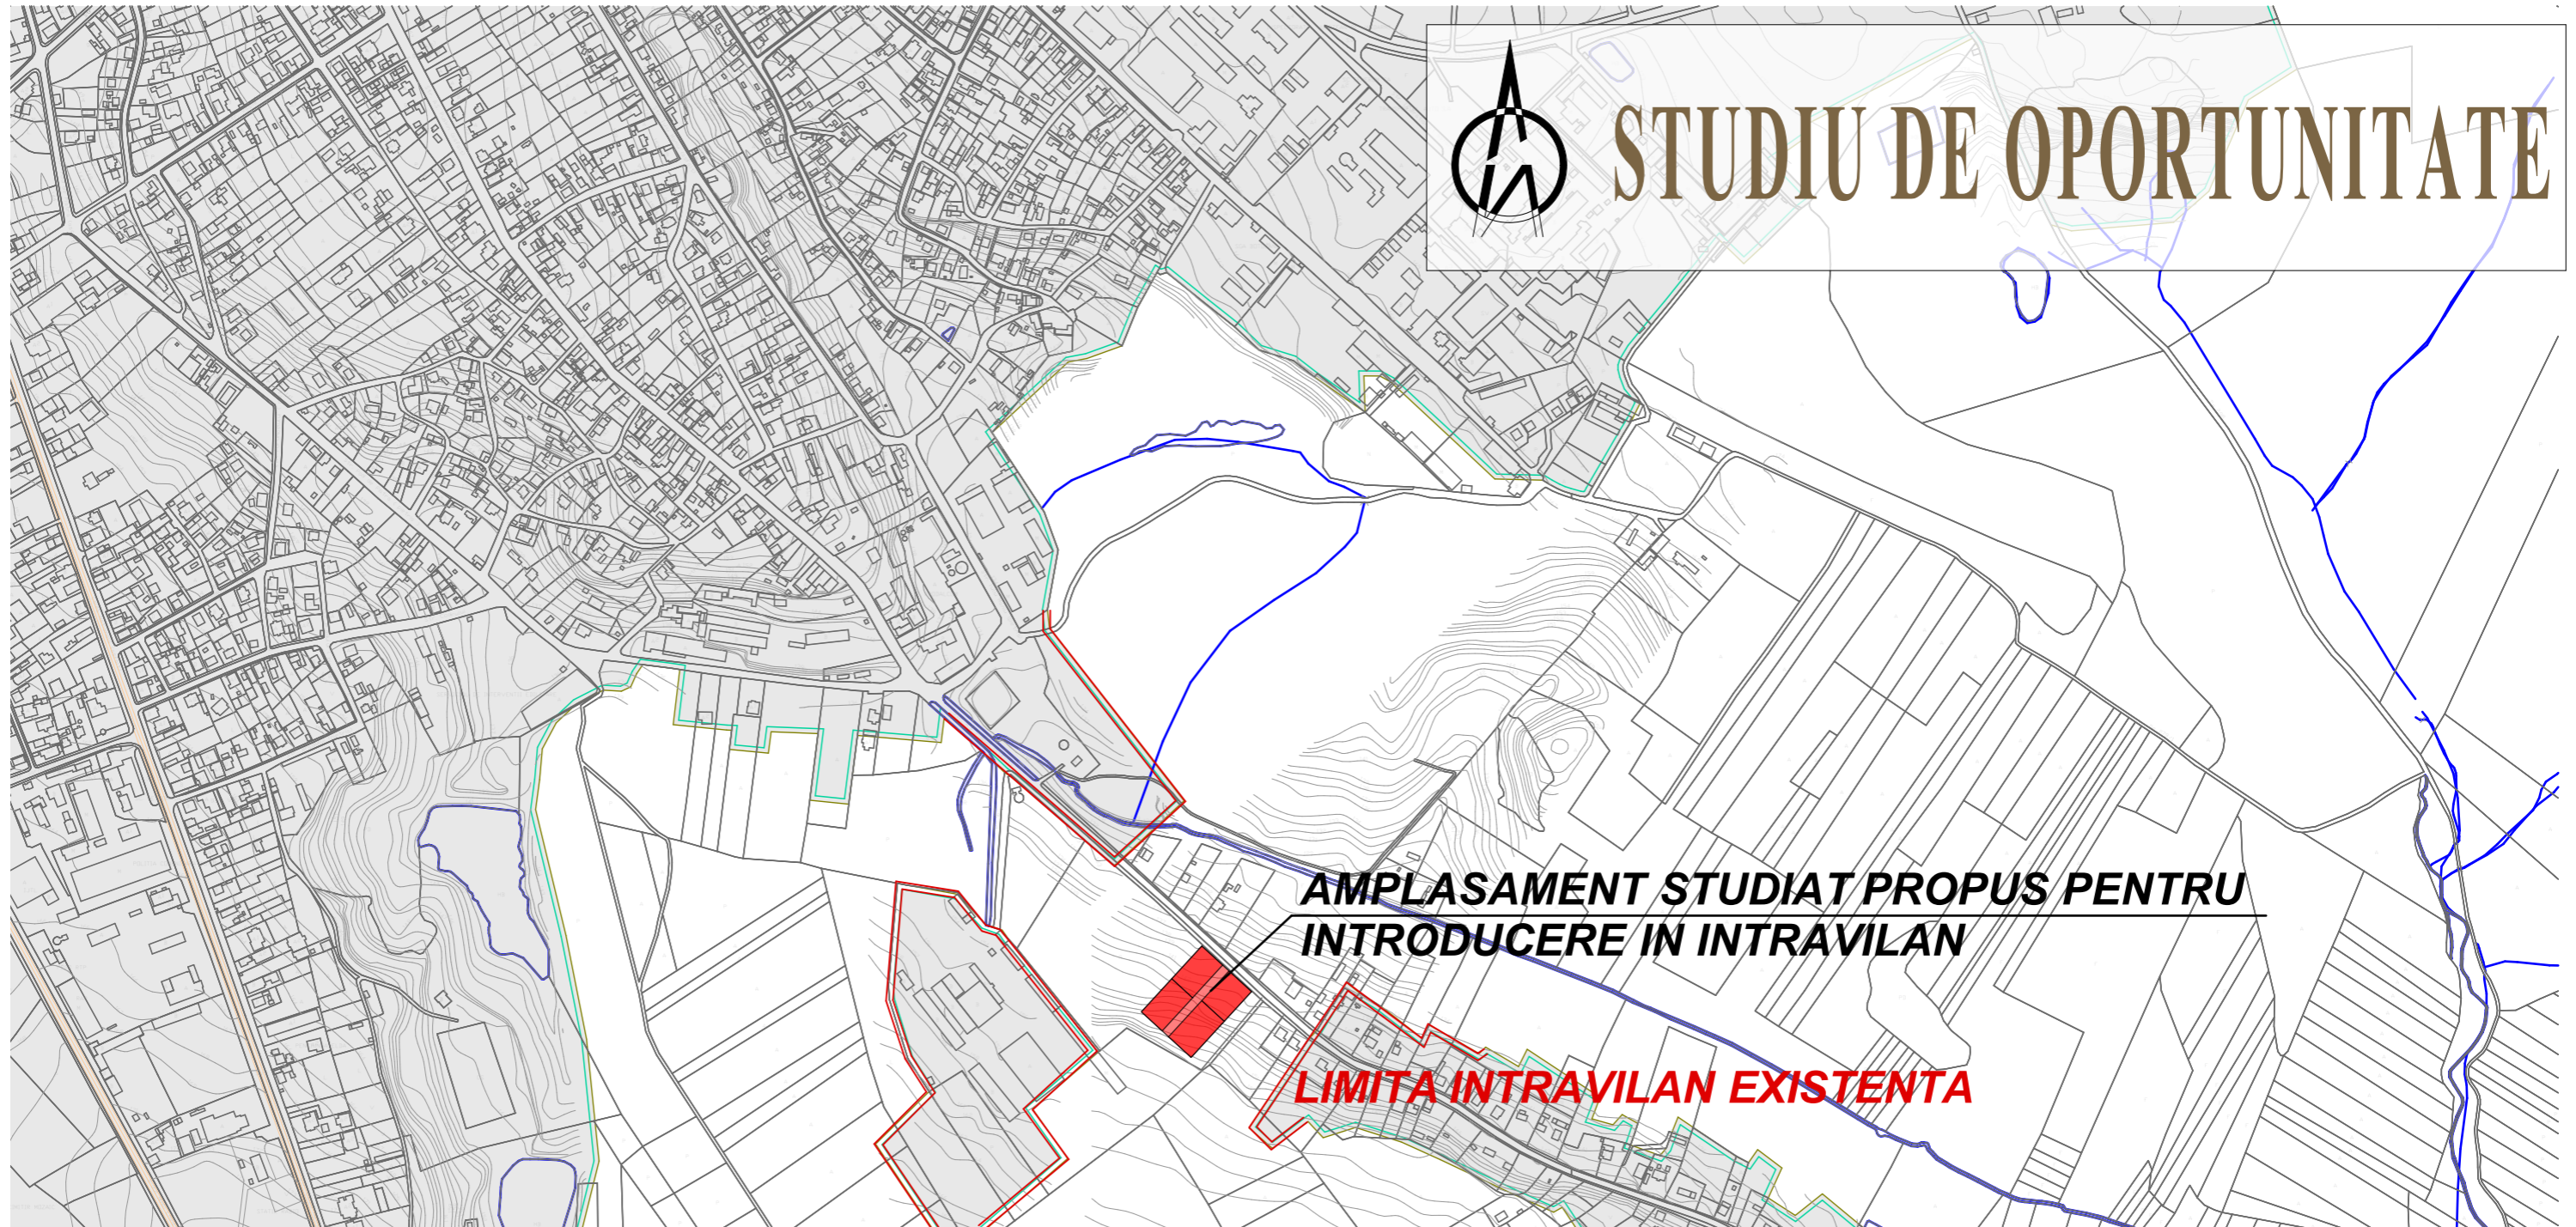 STUDIU DE OPORTUNITATE
AMPLASAMENT STUDIAT PROPUS PENTRU
INTRODUCERE IN INTRAVILAN
LIMITA INTRAVILAN EXISTENTA